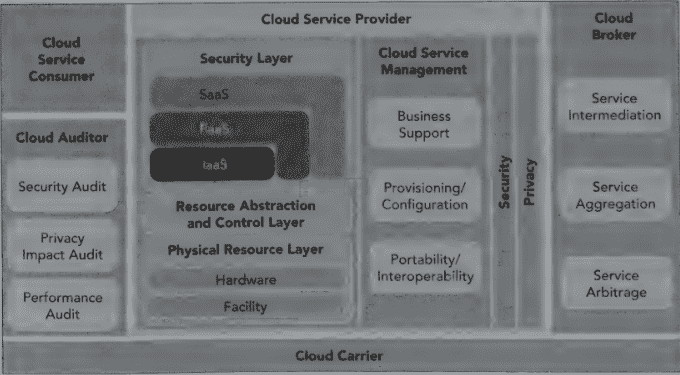 Cloud
Service
Consumer
Cloud Auditor
Security Audit
Privacy
Impact Audit
Performance
Audit
Cloud Service Provider
Security Layer
SaaS
PaaS
IaaS
Resource Abstraction
and Control Layer
Physical Resource Layer
Hardware
Facility
Cloud Service
Management
Business
Support
Provisioning/
Configuration
Portability/
Interoperability
Security
Privacy
Cloud
Broker
Service
Intermediation
Service
Aggregation
Service
Arbitrage
Cloud Carrier